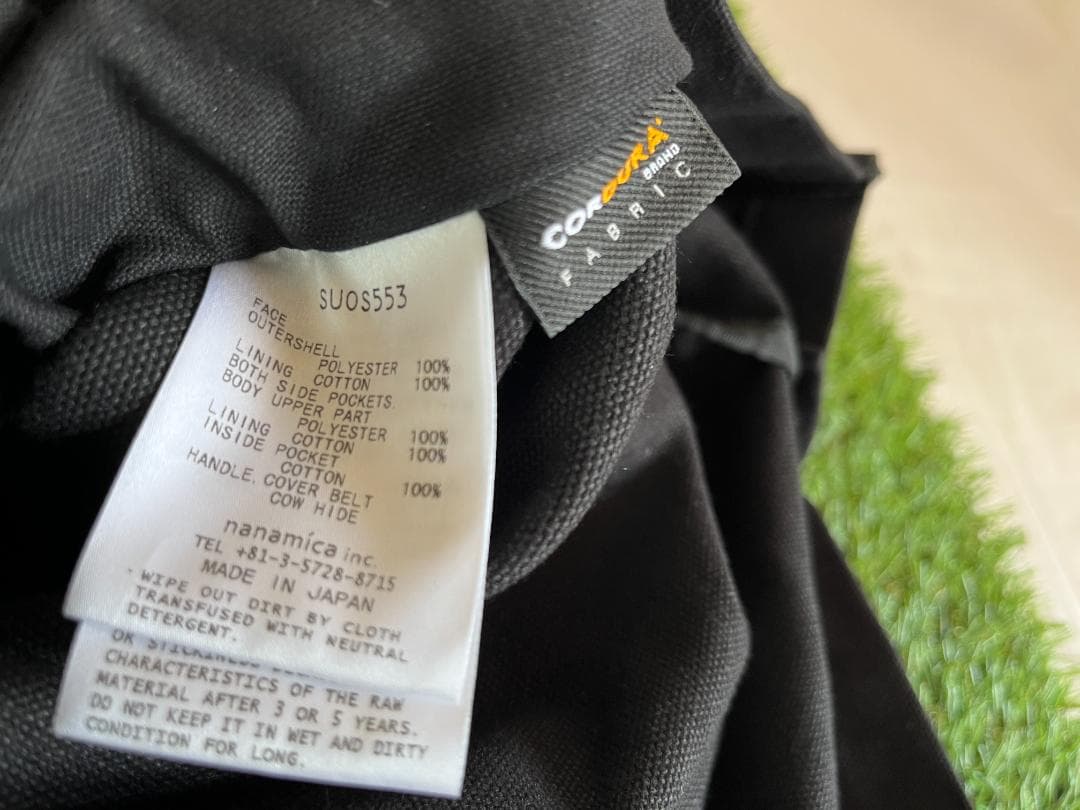 CORDURA
BRAND
FABRIC
SUOS553
FACE
OUTERSHELL
POLYESTER 100%
LINING COTTON 100%
BOTH SIDE POCKETS.
BODY UPPER PART
POLYESTER 100%
LINING COTTON 100%
INSIDE POCKET
COTTON 100%
HANDLE, COVER BELT
COW HIDE
nanamica inc.
TEL +81-3-5728-8715
MADE IN JAPAN
· WIPE OUT DIRT BY CLOTH
TRANSFUSED WITH NEUTRAL
DETERGENT.
OR
CHARACTERISTICS OF THE RAW
MATERIAL AFTER 3 OR 5 YEARS.
DO NOT KEEP IT IN WET AND DIRTY
CONDITION FOR LONG.